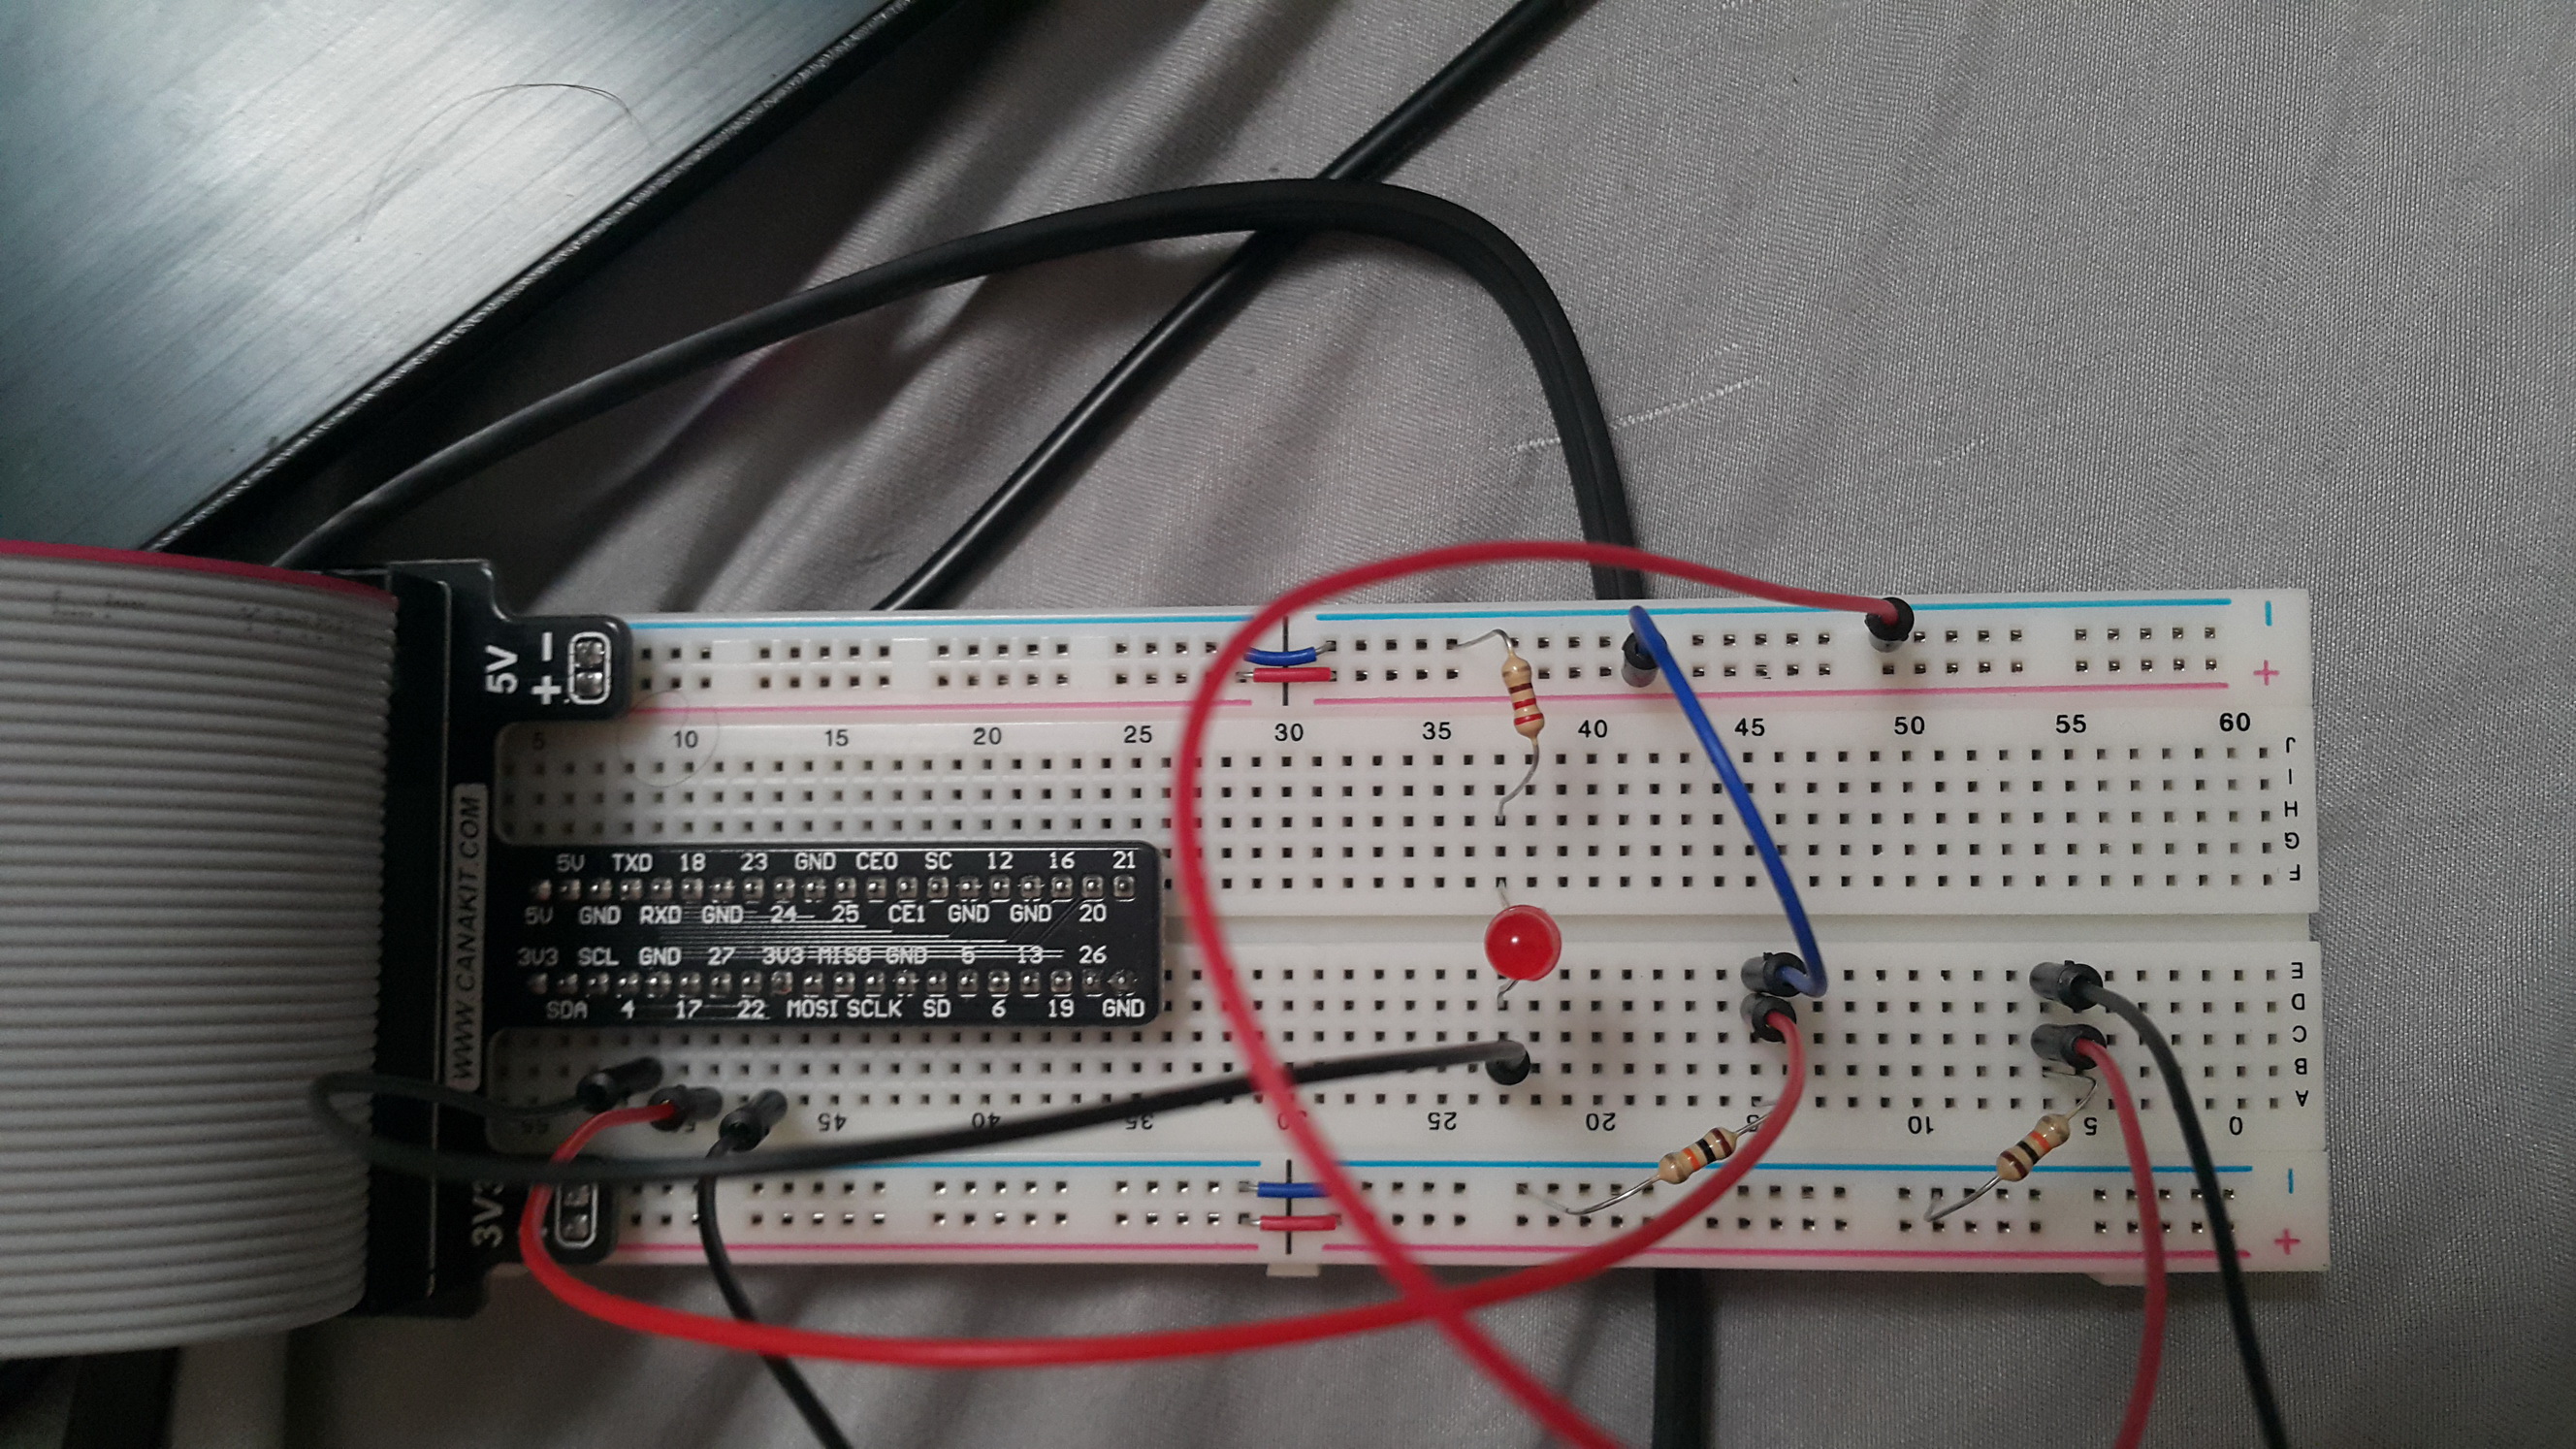 5V
− +
− +
5 10 15 20 25 30 35 40 45 50 55 60
J
I
H
G
F
WWW.CANAKIT.COM
5V TXD 18 23 GND CE0 SC 12 16 21
5V GND RXD GND 24 25 CE1 GND GND 20
3V3 SCL GND 27 3V3 MISO GND 5 13 26
SDA 4 17 22 MOSI SCLK SD 6 19 GND
E
D
C
B
A
45 40 35 30 25 20 10 5 0
3V3
− +